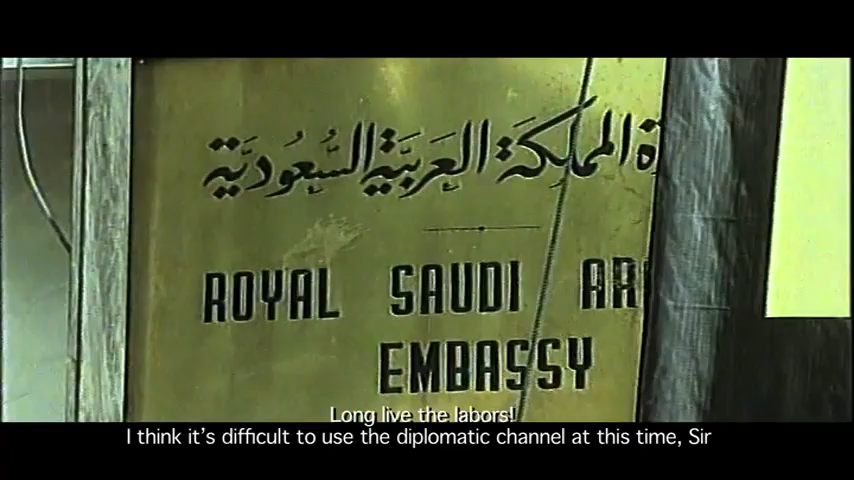 المملكة العربية السعودية
ROYAL SAUDI
EMBASSY
Long live the labors!
I think it's difficult to use the diplomatic channel at this time, Sir